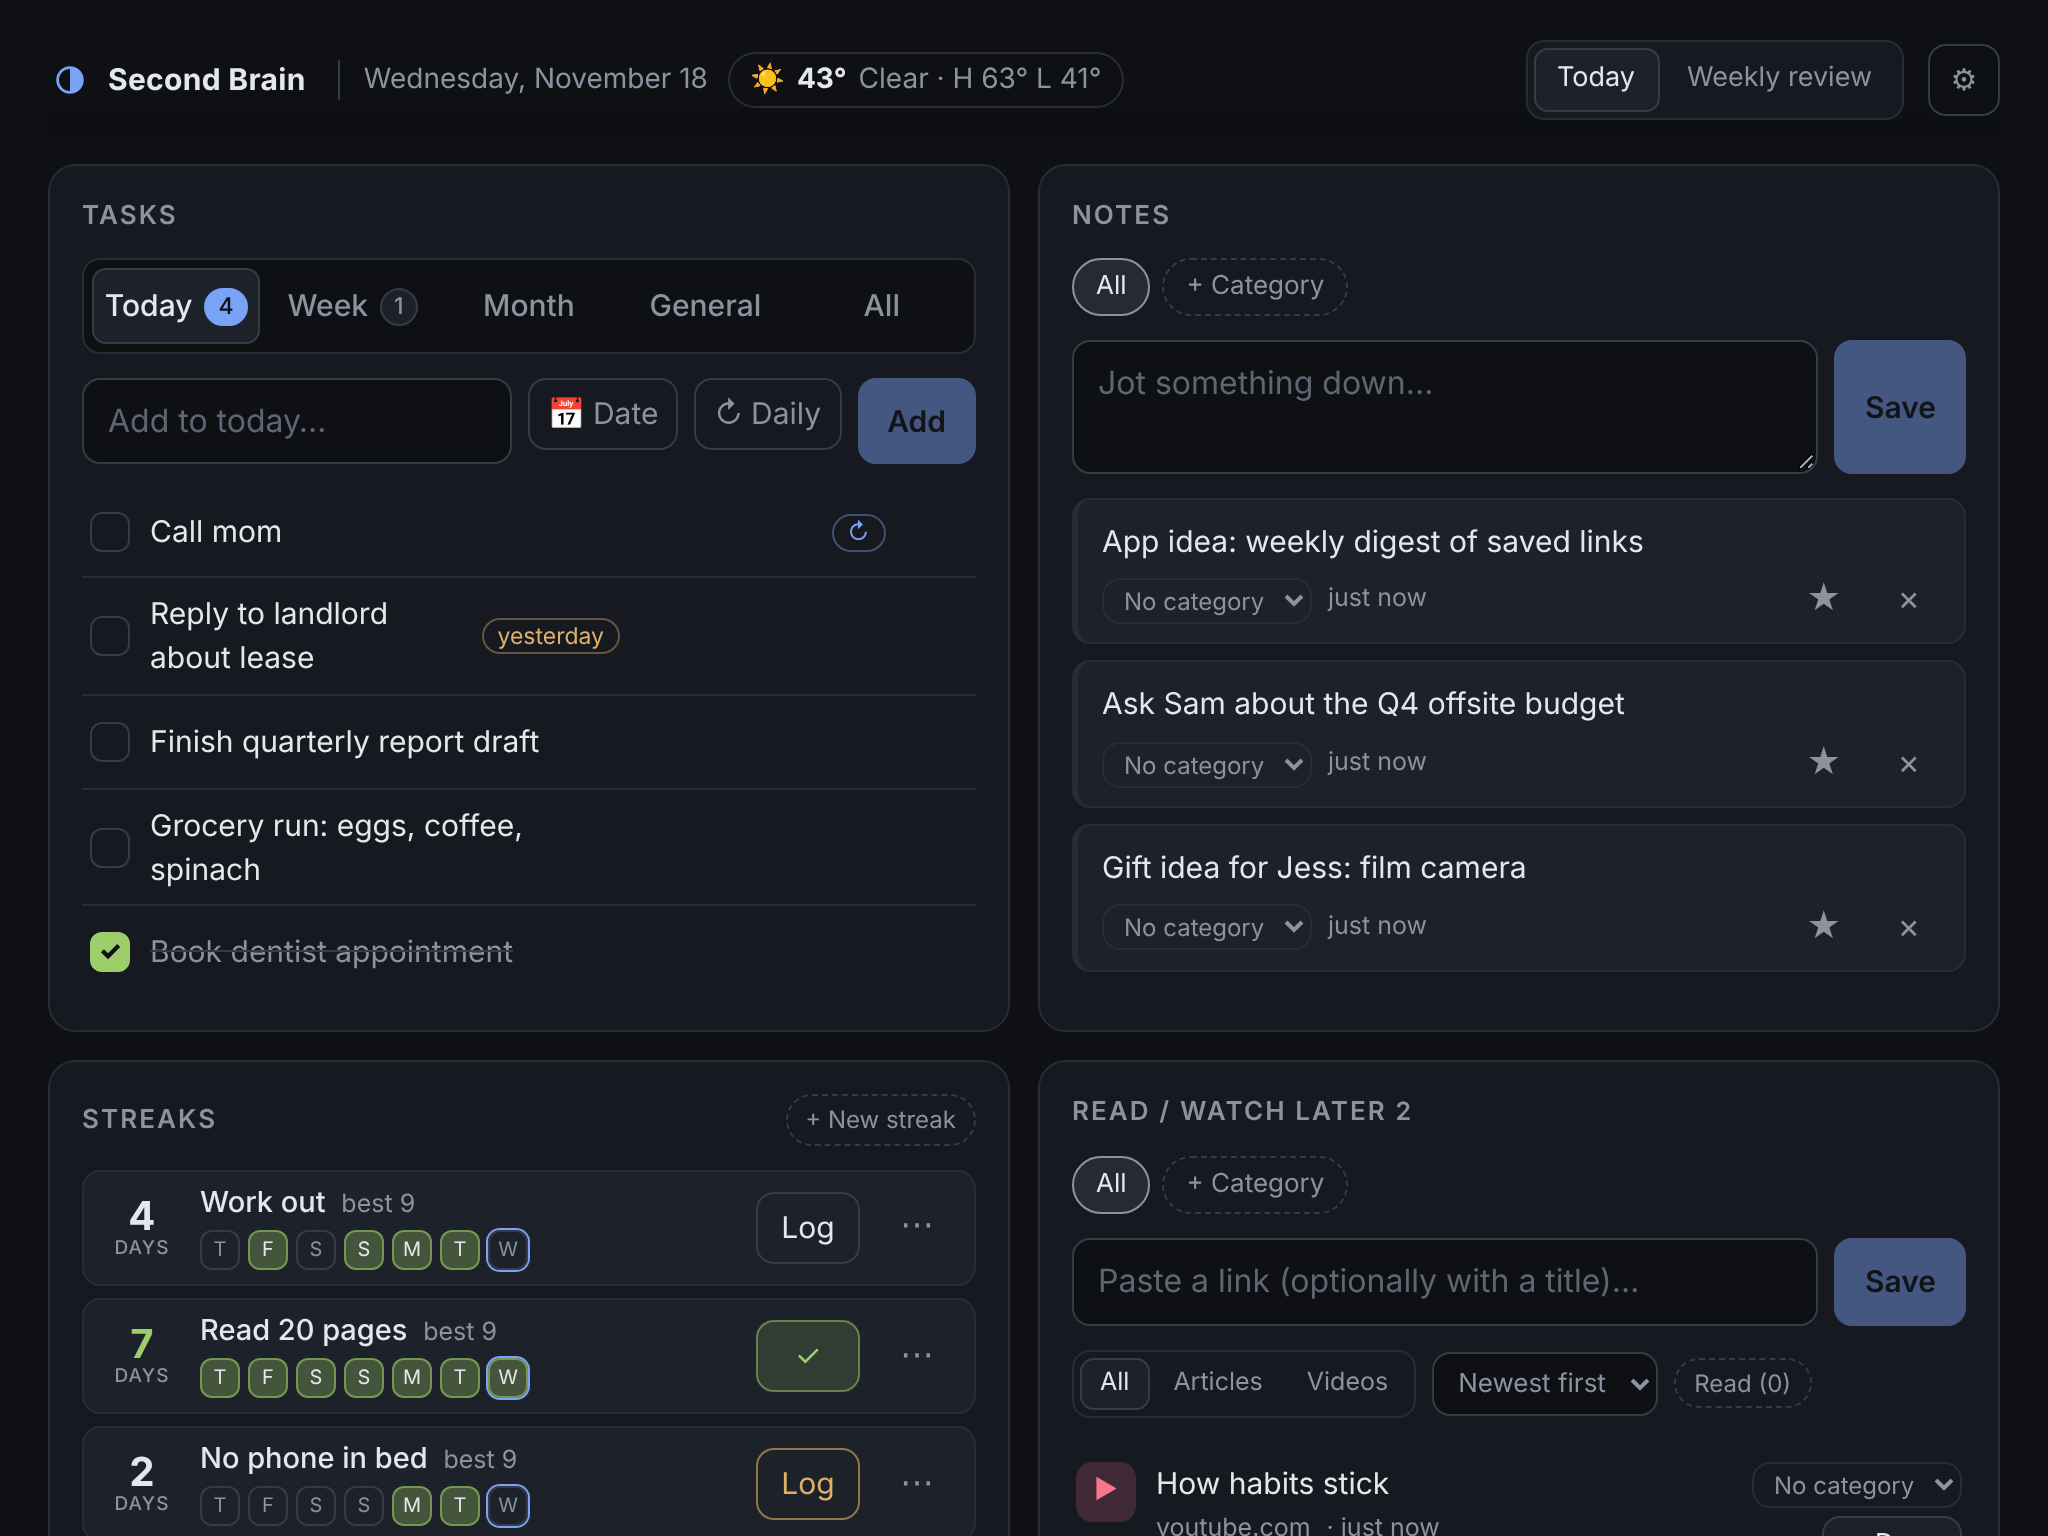 Second Brain
Wednesday, November 18
43° Clear · H 63° L 41°
Today
Weekly review
TASKS
Today 4
Week 1
Month
General
All
Add to today...
July 17 Date
Daily
Add
Call mom
Reply to landlord
about lease
yesterday
Finish quarterly report draft
Grocery run: eggs, coffee,
spinach
Book dentist appointment
NOTES
All
+ Category
Jot something down...
Save
App idea: weekly digest of saved links
No category
just now
Ask Sam about the Q4 offsite budget
No category
just now
Gift idea for Jess: film camera
No category
just now
STREAKS
+ New streak
4
DAYS
Work out best 9
T F S S M T W
Log
7
DAYS
Read 20 pages best 9
T F S S M T W
2
DAYS
No phone in bed best 9
T F S S M T W
Log
READ / WATCH LATER 2
All
+ Category
Paste a link (optionally with a title)...
Save
All
Articles
Videos
Newest first
Read (0)
How habits stick
No category
youtube.com · just now